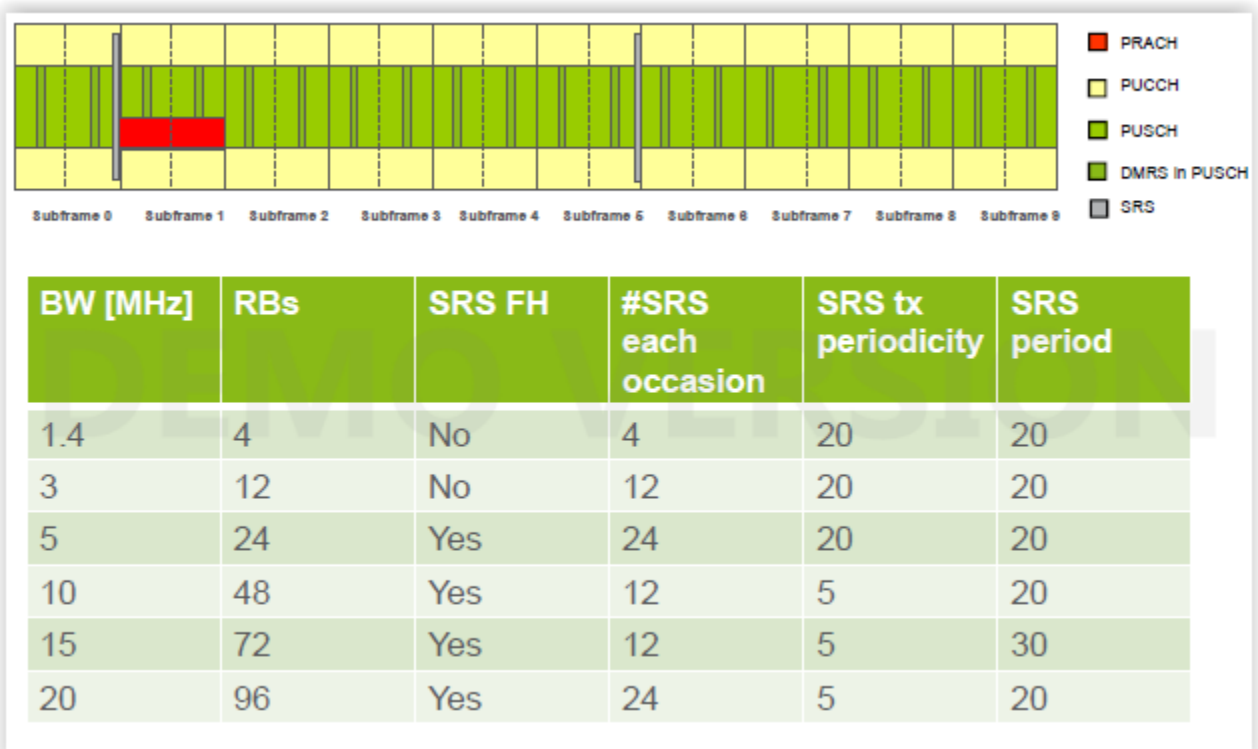 PRACH
PUCCH
PUSCH
DMRS in PUSCH
SRS
Subframe 0 Subframe 1 Subframe 2 Subframe 3 Subframe 4 Subframe 5 Subframe 6 Subframe 7 Subframe 8 Subframe 9
BW [MHz] RBs SRS FH #SRS each occasion SRS tx periodicity SRS period
DEMO VERSION
1.4 4 No 4 20 20
3 12 No 12 20 20
5 24 Yes 24 20 20
10 48 Yes 12 5 20
15 72 Yes 12 5 30
20 96 Yes 24 5 20